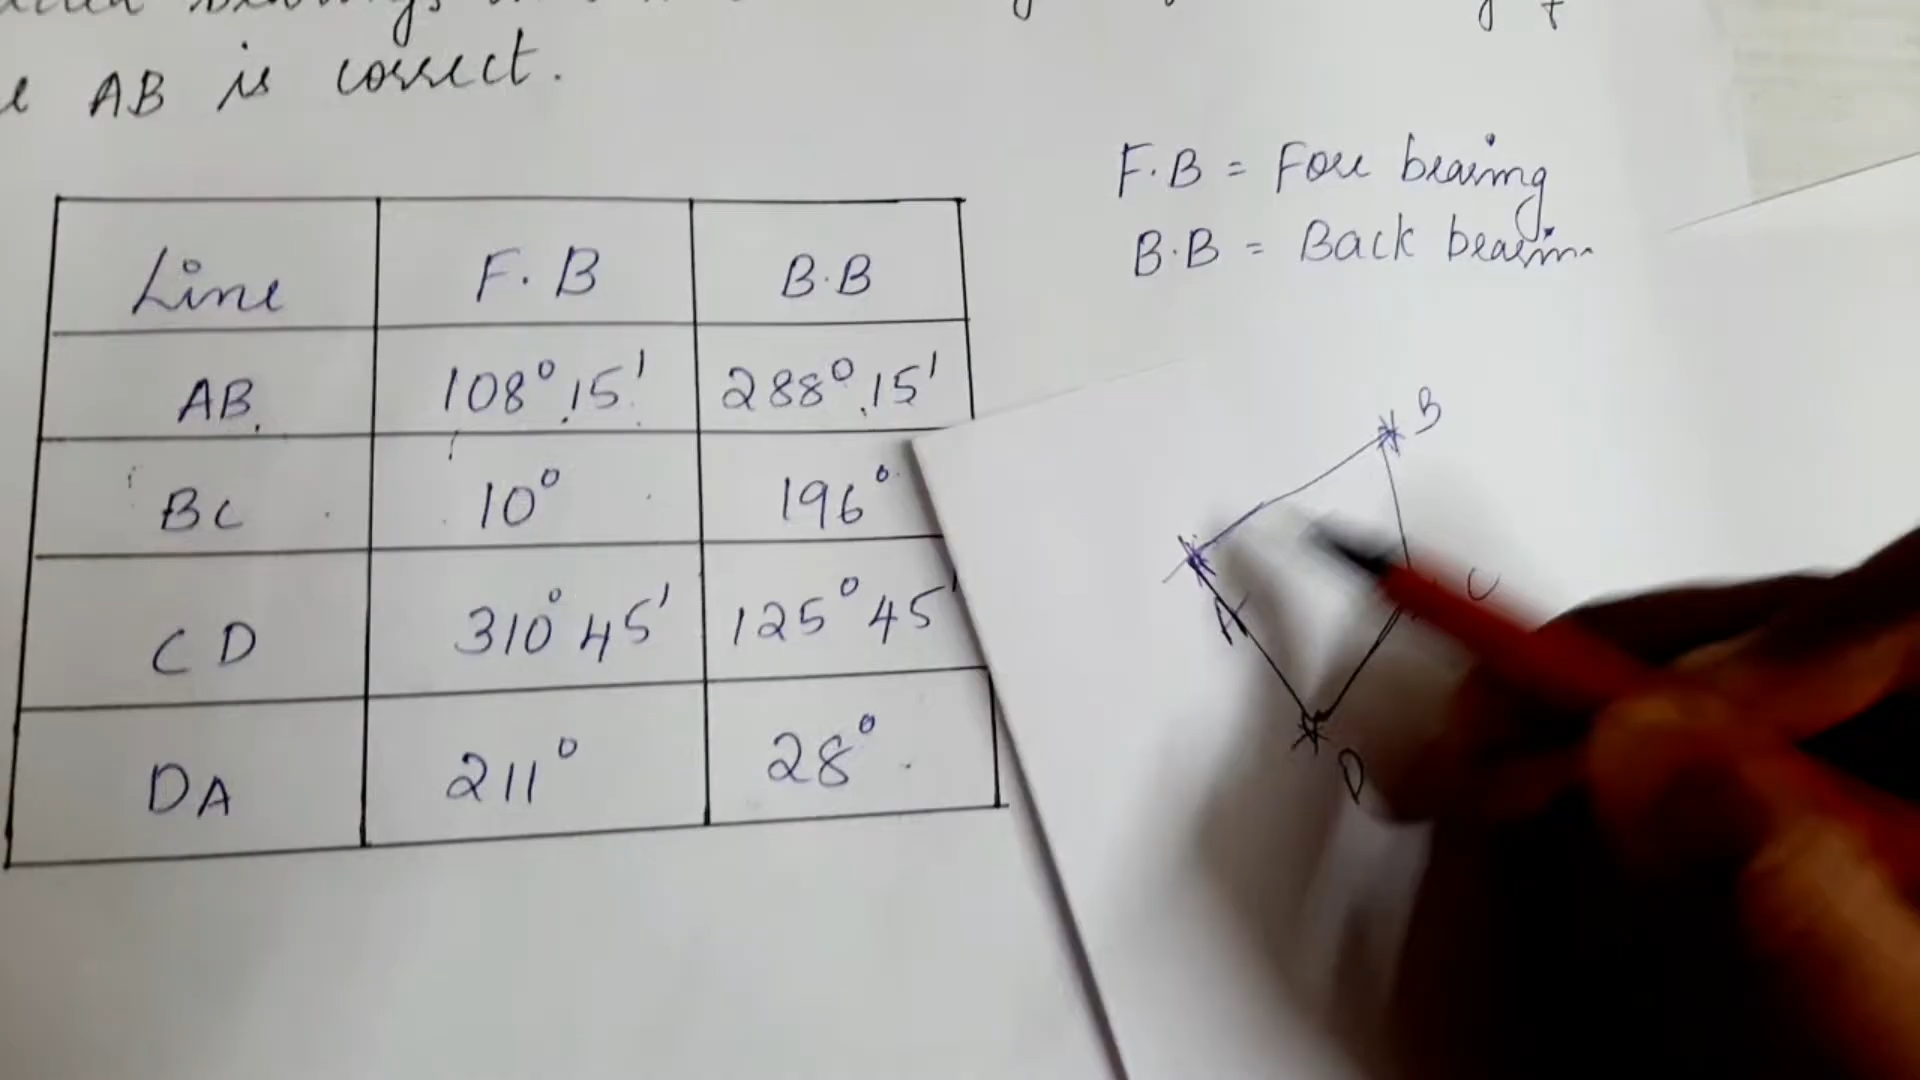 AB is correct.
F.B = Fore bearing
B.B = Back bearin
Line F.B B.B
AB 108° 15' 288° 15'
BC 10° 196°
CD 310° 45' 125° 45'
DA 211° 28°
B
A
C
D